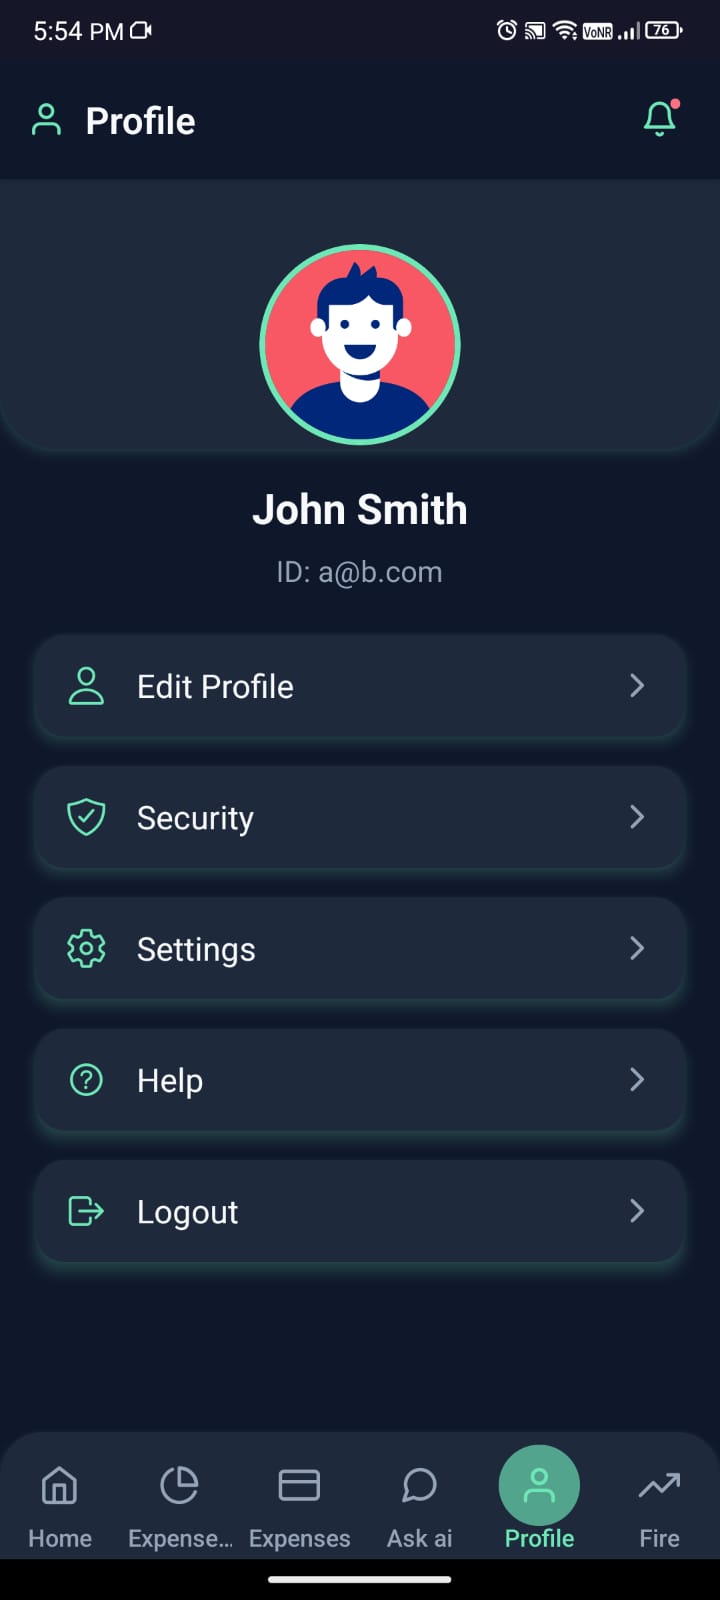 5:54 PM
VoNR 76
Profile
John Smith
ID: a@b.com
Edit Profile
Security
Settings
Help
Logout
Home Expense... Expenses Ask ai Profile Fire